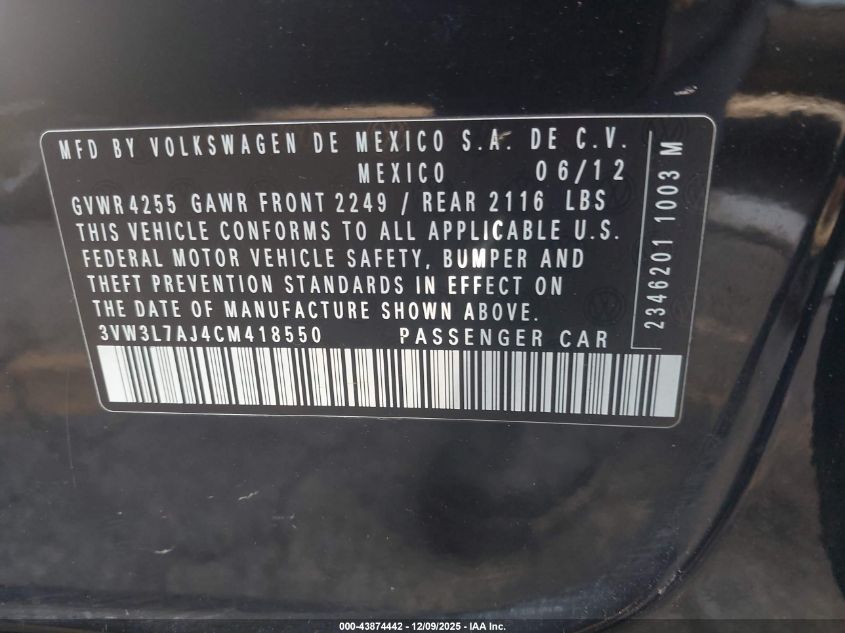 MFD BY VOLKSWAGEN DE MEXICO S.A. DE C.V.
MEXICO 06/12
GVWR 4255 GAWR FRONT 2249 / REAR 2116 LBS
THIS VEHICLE CONFORMS TO ALL APPLICABLE U.S.
FEDERAL MOTOR VEHICLE SAFETY, BUMPER AND
THEFT PREVENTION STANDARDS IN EFFECT ON
THE DATE OF MANUFACTURE SHOWN ABOVE.
3VW3L7AJ4CM418550 PASSENGER CAR
2346201 1003 M
000-43874442 - 12/09/2025 - IAA Inc.